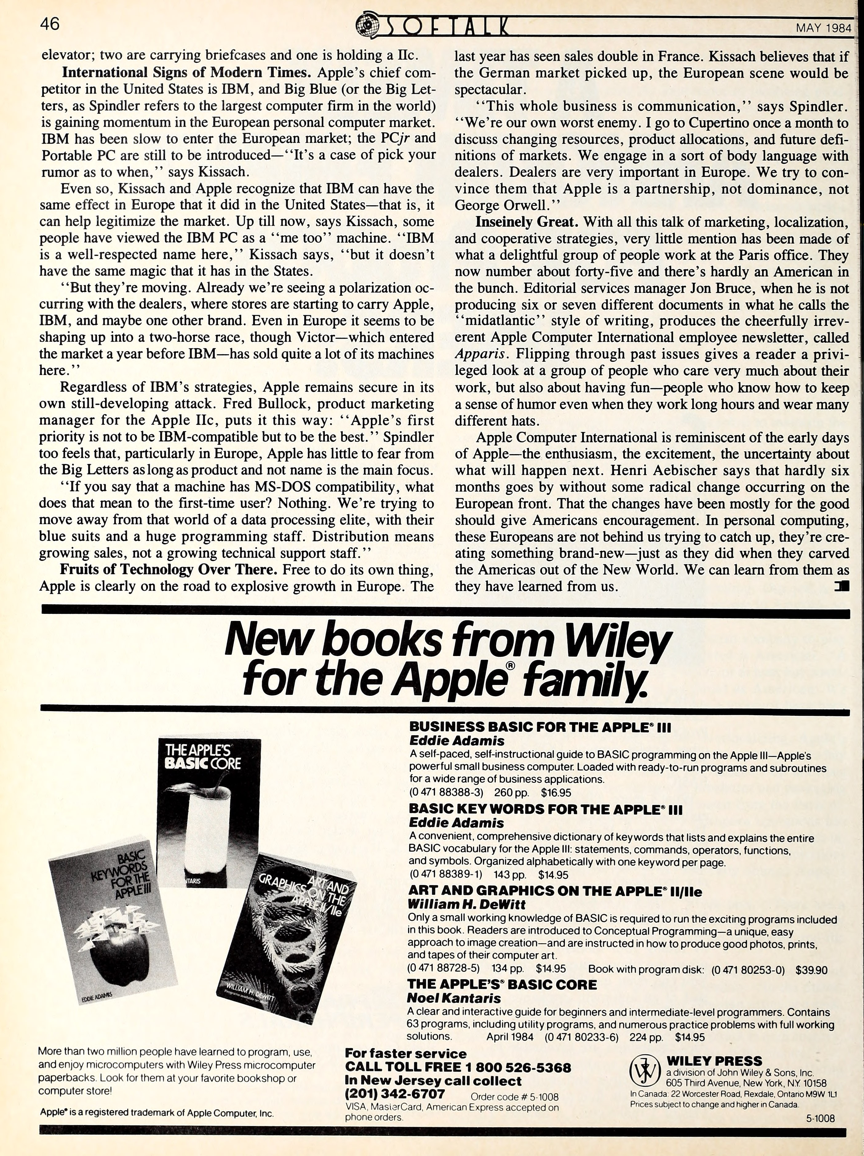 46
SOFTALK
MAY 1984
elevator; two are carrying briefcases and one is holding a IIc.
International Signs of Modern Times. Apple's chief com-
petitor in the United States is IBM, and Big Blue (or the Big Let-
ters, as Spindler refers to the largest computer firm in the world)
is gaining momentum in the European personal computer market.
IBM has been slow to enter the European market; the PCjr and
Portable PC are still to be introduced—‘‘It's a case of pick your
rumor as to when,’’ says Kissach.
Even so, Kissach and Apple recognize that IBM can have the
same effect in Europe that it did in the United States—that is, it
can help legitimize the market. Up till now, says Kissach, some
people have viewed the IBM PC as a ‘‘me too’’ machine. ‘‘IBM
is a well-respected name here,’’ Kissach says, ‘‘but it doesn't
have the same magic that it has in the States.
‘‘But they're moving. Already we're seeing a polarization oc-
curring with the dealers, where stores are starting to carry Apple,
IBM, and maybe one other brand. Even in Europe it seems to be
shaping up into a two-horse race, though Victor—which entered
the market a year before IBM—has sold quite a lot of its machines
here.’’
Regardless of IBM's strategies, Apple remains secure in its
own still-developing attack. Fred Bullock, product marketing
manager for the Apple IIc, puts it this way: ‘‘Apple's first
priority is not to be IBM-compatible but to be the best.’’ Spindler
too feels that, particularly in Europe, Apple has little to fear from
the Big Letters as long as product and not name is the main focus.
‘‘If you say that a machine has MS-DOS compatibility, what
does that mean to the first-time user? Nothing. We're trying to
move away from that world of a data processing elite, with their
blue suits and a huge programming staff. Distribution means
growing sales, not a growing technical support staff.’’
Fruits of Technology Over There. Free to do its own thing,
Apple is clearly on the road to explosive growth in Europe. The
last year has seen sales double in France. Kissach believes that if
the German market picked up, the European scene would be
spectacular.
‘‘This whole business is communication,’’ says Spindler.
‘‘We're our own worst enemy. I go to Cupertino once a month to
discuss changing resources, product allocations, and future defi-
nitions of markets. We engage in a sort of body language with
dealers. Dealers are very important in Europe. We try to con-
vince them that Apple is a partnership, not dominance, not
George Orwell.’’
Inseinely Great. With all this talk of marketing, localization,
and cooperative strategies, very little mention has been made of
what a delightful group of people work at the Paris office. They
now number about forty-five and there's hardly an American in
the bunch. Editorial services manager Jon Bruce, when he is not
producing six or seven different documents in what he calls the
‘‘midatlantic’’ style of writing, produces the cheerfully irrev-
erent Apple Computer International employee newsletter, called
Apparis. Flipping through past issues gives a reader a privi-
leged look at a group of people who care very much about their
work, but also about having fun—people who know how to keep
a sense of humor even when they work long hours and wear many
different hats.
Apple Computer International is reminiscent of the early days
of Apple—the enthusiasm, the excitement, the uncertainty about
what will happen next. Henri Aebischer says that hardly six
months goes by without some radical change occurring on the
European front. That the changes have been mostly for the good
should give Americans encouragement. In personal computing,
these Europeans are not behind us trying to catch up, they're cre-
ating something brand-new—just as they did when they carved
the Americas out of the New World. We can learn from them as
they have learned from us.
New books from Wiley
for the Apple® family.
THE APPLE'S
BASIC CORE
BASIC
KEYWORDS
FOR THE
APPLE III
EDDIE ADAMIS
ART AND
GRAPHICS ON THE
APPLE II/IIe
WILLIAM H. DEWITT
BUSINESS BASIC FOR THE APPLE® III
Eddie Adamis
A self-paced, self-instructional guide to BASIC programming on the Apple III—Apple's
powerful small business computer. Loaded with ready-to-run programs and subroutines
for a wide range of business applications.
(0 471 88388-3) 260 pp. $16.95
BASIC KEY WORDS FOR THE APPLE® III
Eddie Adamis
A convenient, comprehensive dictionary of keywords that lists and explains the entire
BASIC vocabulary for the Apple III: statements, commands, operators, functions,
and symbols. Organized alphabetically with one keyword per page.
(0 471 88389-1) 143 pp. $14.95
ART AND GRAPHICS ON THE APPLE® II/IIe
William H. DeWitt
Only a small working knowledge of BASIC is required to run the exciting programs included
in this book. Readers are introduced to Conceptual Programming—a unique, easy
approach to image creation—and are instructed in how to produce good photos, prints,
and tapes of their computer art.
(0 471 88728-5) 134 pp. $14.95 Book with program disk: (0 471 80253-0) $39.90
THE APPLE'S® BASIC CORE
Noel Kantaris
A clear and interactive guide for beginners and intermediate-level programmers. Contains
63 programs, including utility programs, and numerous practice problems with full working
solutions. April 1984 (0 471 80233-6) 224 pp. $14.95
More than two million people have learned to program, use,
and enjoy microcomputers with Wiley Press microcomputer
paperbacks. Look for them at your favorite bookshop or
computer store!
Apple® is a registered trademark of Apple Computer, Inc.
For faster service
CALL TOLL FREE 1 800 526-5368
In New Jersey call collect
(201) 342-6707 Order code # 5-1008
VISA, MasterCard, American Express accepted on
phone orders.
WILEY PRESS
a division of John Wiley & Sons, Inc.
605 Third Avenue, New York, N.Y. 10158
In Canada: 22 Worcester Road, Rexdale, Ontario M9W 1L1
Prices subject to change and higher in Canada.
5-1008